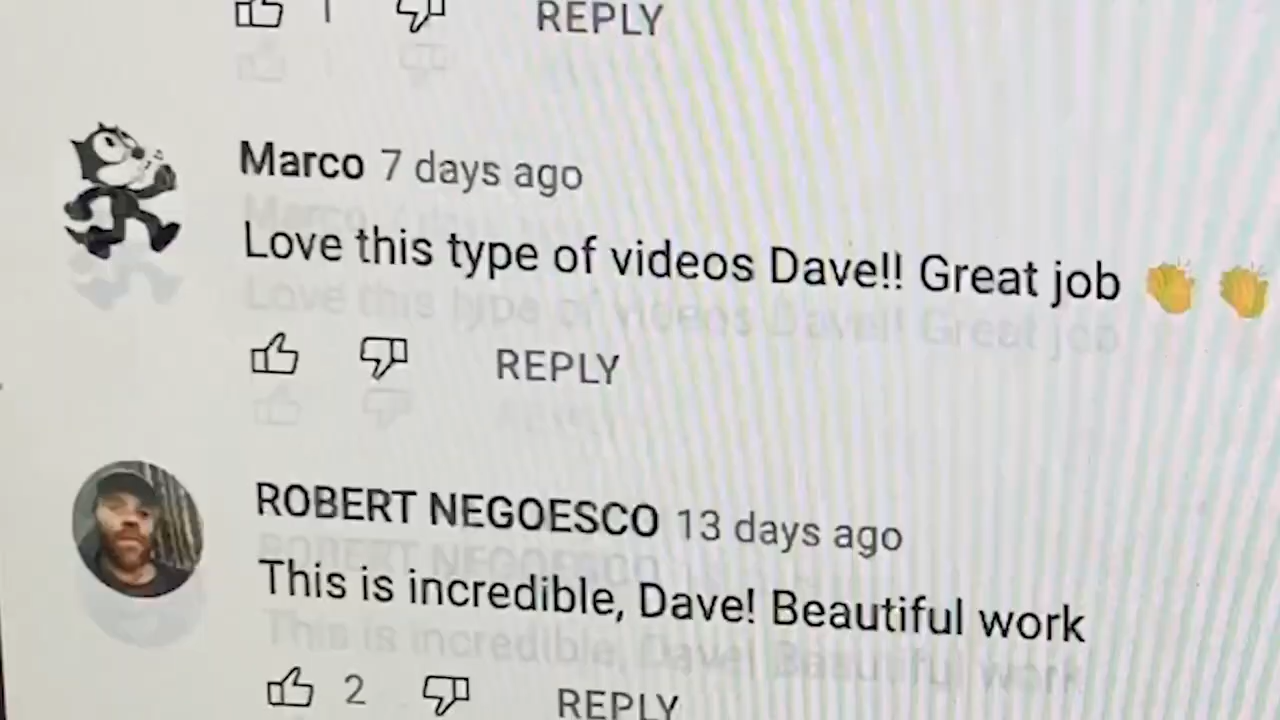 1 REPLY
Marco 7 days ago
Love this type of videos Dave!! Great job 👏 👏
REPLY
ROBERT NEGOESCO 13 days ago
This is incredible, Dave! Beautiful work
2 REPLY